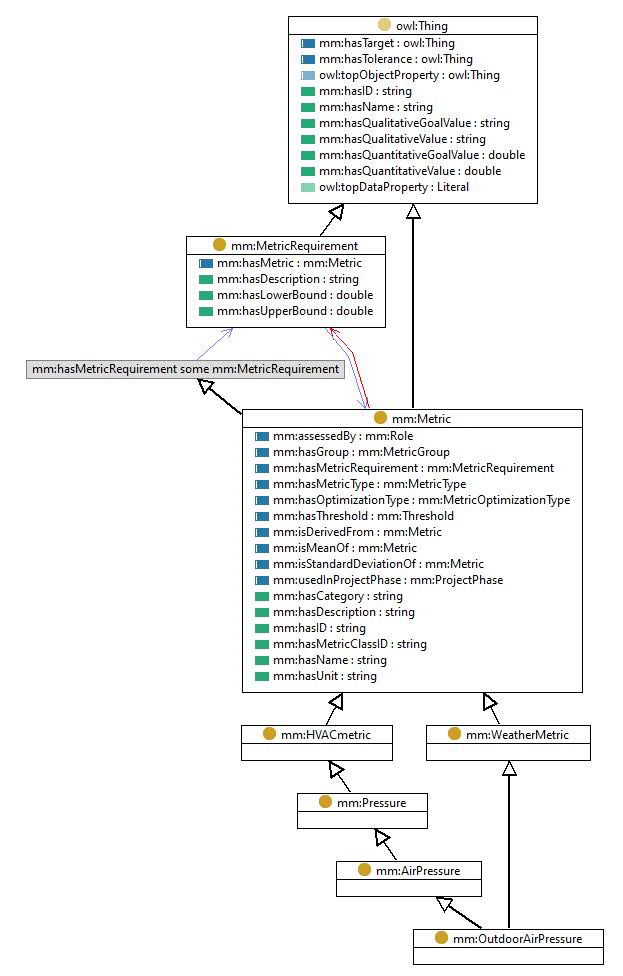 owl:Thing
mm:hasTarget : owl:Thing
mm:hasTolerance : owl:Thing
owl:topObjectProperty : owl:Thing
mm:hasID : string
mm:hasName : string
mm:hasQualitativeGoalValue : string
mm:hasQualitativeValue : string
mm:hasQuantitativeGoalValue : double
mm:hasQuantitativeValue : double
owl:topDataProperty : Literal
mm:MetricRequirement
mm:hasMetric : mm:Metric
mm:hasDescription : string
mm:hasLowerBound : double
mm:hasUpperBound : double
mm:hasMetricRequirement some mm:MetricRequirement
mm:Metric
mm:assessedBy : mm:Role
mm:hasGroup : mm:MetricGroup
mm:hasMetricRequirement : mm:MetricRequirement
mm:hasMetricType : mm:MetricType
mm:hasOptimizationType : mm:MetricOptimizationType
mm:hasThreshold : mm:Threshold
mm:isDerivedFrom : mm:Metric
mm:isMeanOf : mm:Metric
mm:isStandardDeviationOf : mm:Metric
mm:usedInProjectPhase : mm:ProjectPhase
mm:hasCategory : string
mm:hasDescription : string
mm:hasID : string
mm:hasMetricClassID : string
mm:hasName : string
mm:hasUnit : string
mm:HVACmetric
mm:WeatherMetric
mm:Pressure
mm:AirPressure
mm:OutdoorAirPressure